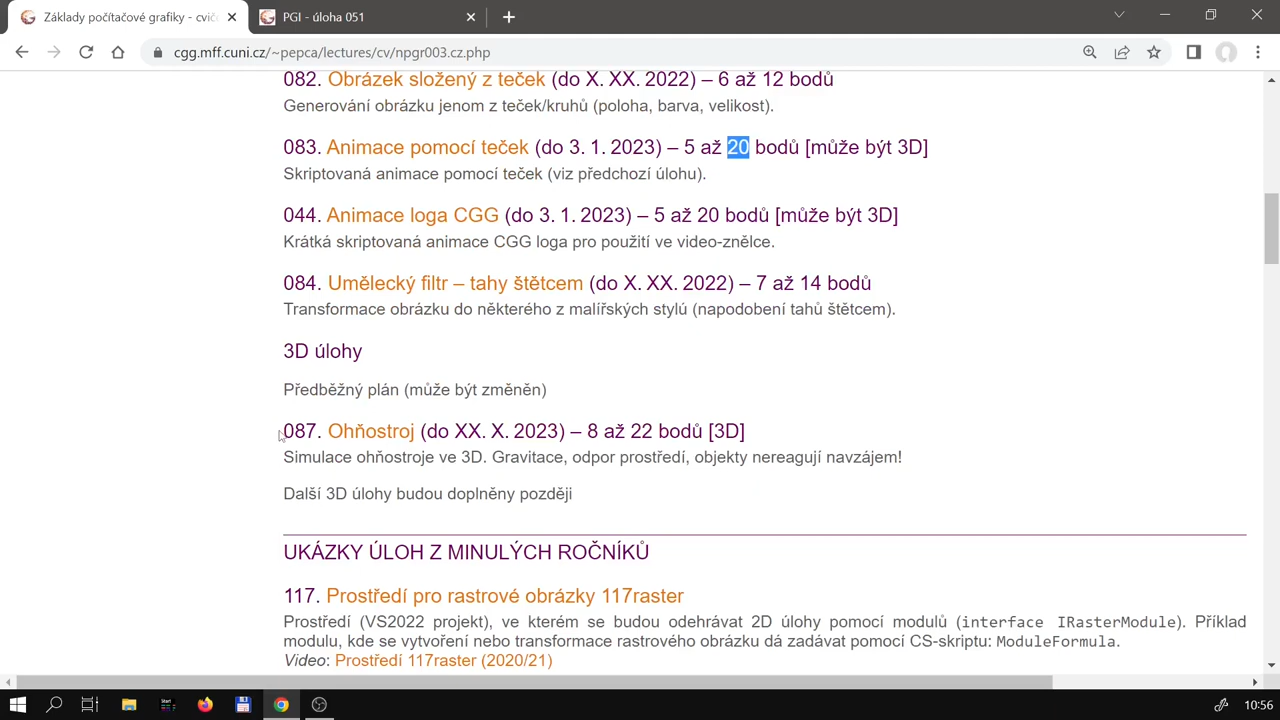 Základy počítačové grafiky - cvič
PGI - úloha 051
cgg.mff.cuni.cz/~pepca/lectures/cv/npgr003.cz.php
082. Obrázek složený z teček (do X. XX. 2022) – 6 až 12 bodů
Generování obrázku jenom z teček/kruhů (poloha, barva, velikost).
083. Animace pomocí teček (do 3. 1. 2023) – 5 až 20 bodů [může být 3D]
Skriptovaná animace pomocí teček (viz předchozí úlohu).
044. Animace loga CGG (do 3. 1. 2023) – 5 až 20 bodů [může být 3D]
Krátká skriptovaná animace CGG loga pro použití ve video-znělce.
084. Umělecký filtr – tahy štětcem (do X. XX. 2022) – 7 až 14 bodů
Transformace obrázku do některého z malířských stylů (napodobení tahů štětcem).
3D úlohy
Předběžný plán (může být změněn)
087. Ohňostroj (do XX. X. 2023) – 8 až 22 bodů [3D]
Simulace ohňostroje ve 3D. Gravitace, odpor prostředí, objekty nereagují navzájem!
Další 3D úlohy budou doplněny později
UKÁZKY ÚLOH Z MINULÝCH ROČNÍKŮ
117. Prostředí pro rastrové obrázky 117raster
Prostředí (VS2022 projekt), ve kterém se budou odehrávat 2D úlohy pomocí modulů (interface IRasterModule). Příklad
modulu, kde se vytvoření nebo transformace rastrového obrázku dá zadávat pomocí CS-skriptu: ModuleFormula.
Video: Prostředí 117raster (2020/21)
10:56